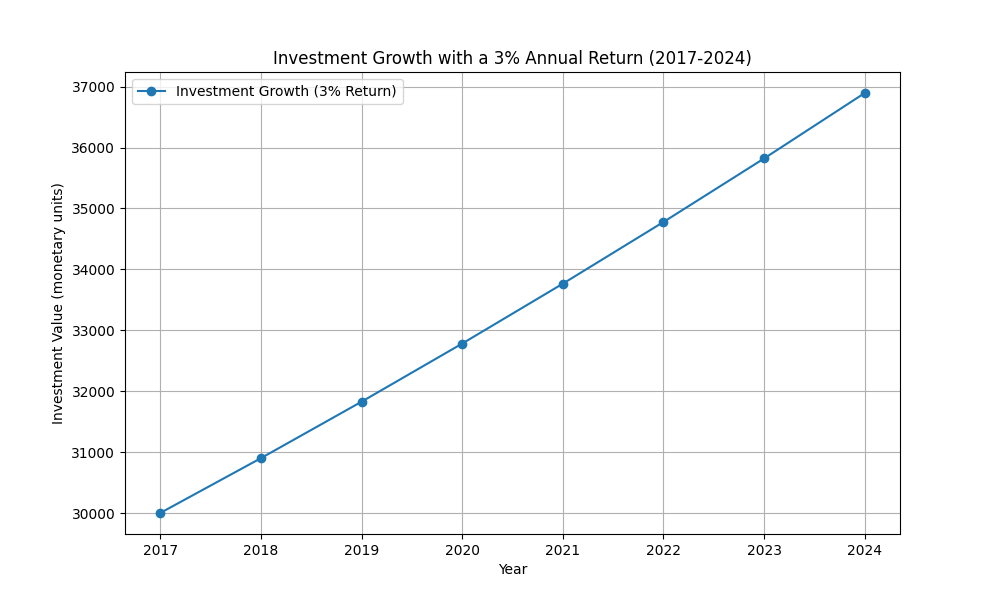 Investment Growth with a 3% Annual Return (2017-2024)
Investment Growth (3% Return)
Investment Value (monetary units)
37000
36000
35000
34000
33000
32000
31000
30000
2017 2018 2019 2020 2021 2022 2023 2024
Year